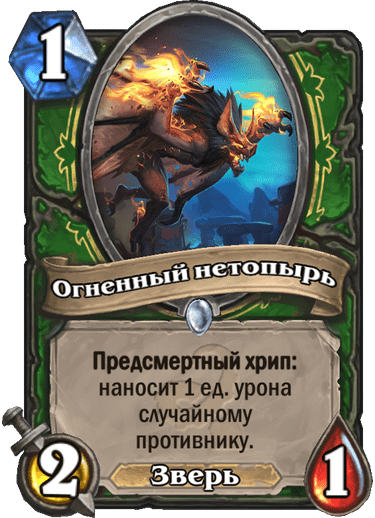 1
Огненный нетопырь
Предсмертный хрип:
наносит 1 ед. урона
случайному
противнику.
2
Зверь
1